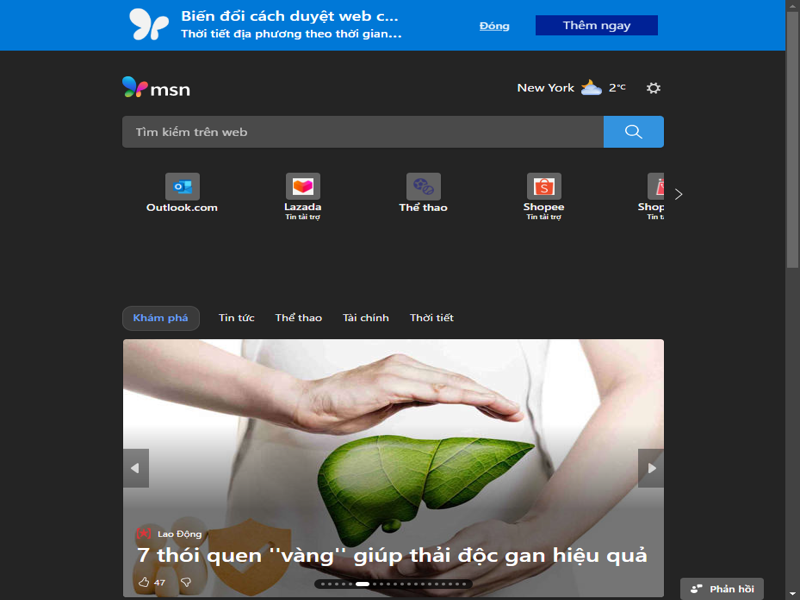 Biến đổi cách duyệt web c...
Thời tiết địa phương theo thời gian...
Đóng
Thêm ngay
msn
New York
2°C
Tìm kiếm trên web
Outlook.com
Lazada
Tin tài trợ
Thể thao
Shopee
Tin tài trợ
Khám phá
Tin tức
Thể thao
Tài chính
Thời tiết
Lao Động
7 thói quen "vàng" giúp thải độc gan hiệu quả
47
Phản hồi